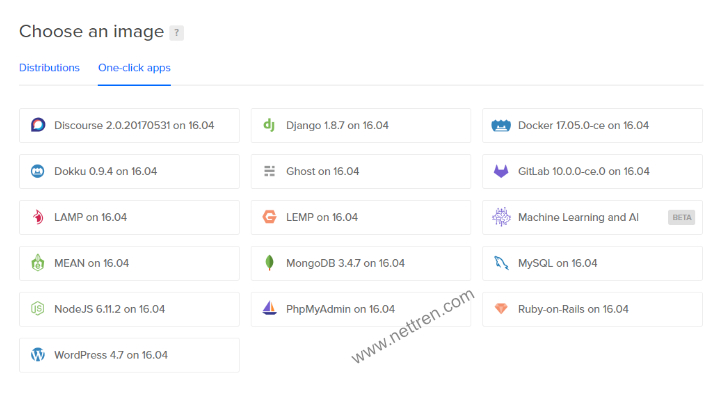 Choose an image ?
Distributions One-click apps
Discourse 2.0.20170531 on 16.04 Django 1.8.7 on 16.04 Docker 17.05.0-ce on 16.04
Dokku 0.9.4 on 16.04 Ghost on 16.04 GitLab 10.0.0-ce.0 on 16.04
LAMP on 16.04 LEMP on 16.04 Machine Learning and AI BETA
MEAN on 16.04 MongoDB 3.4.7 on 16.04 MySQL on 16.04
NodeJS 6.11.2 on 16.04 PhpMyAdmin on 16.04 Ruby-on-Rails on 16.04
WordPress 4.7 on 16.04
www.nettren.com